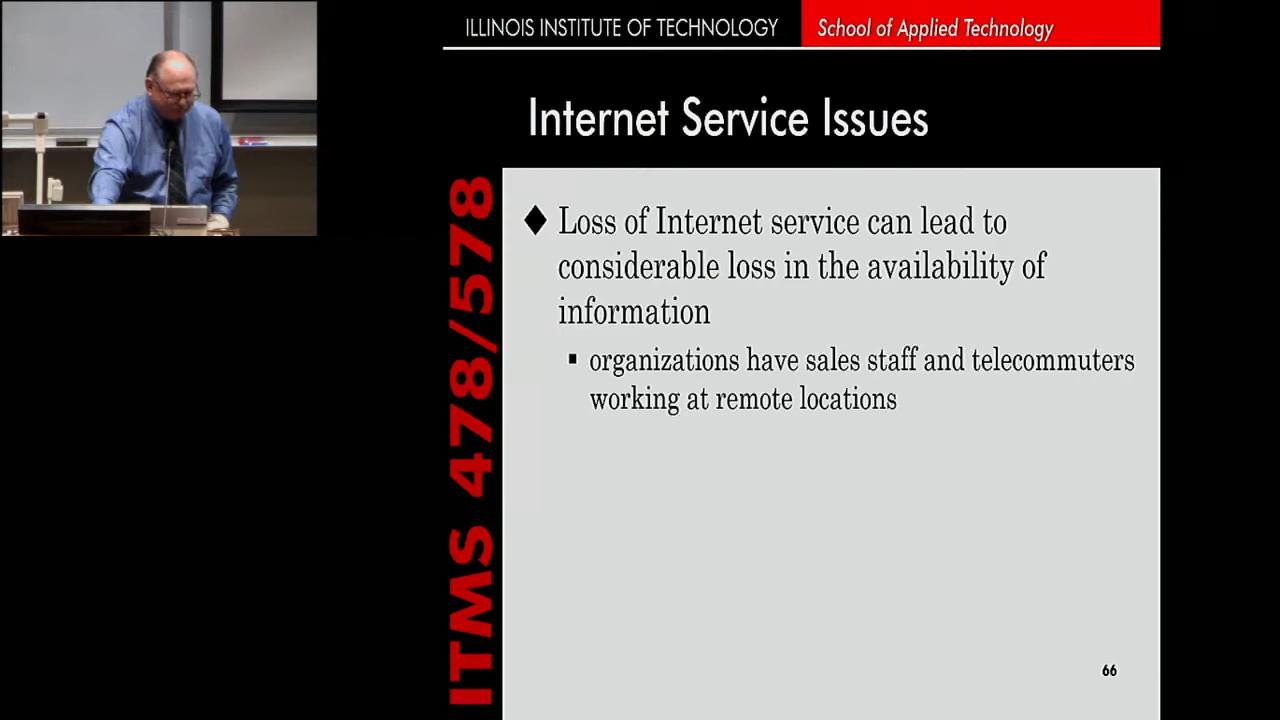 ILLINOIS INSTITUTE OF TECHNOLOGY School of Applied Technology
Internet Service Issues
ITMS 478/578
Loss of Internet service can lead to
considerable loss in the availability of
information
organizations have sales staff and telecommuters
working at remote locations
66